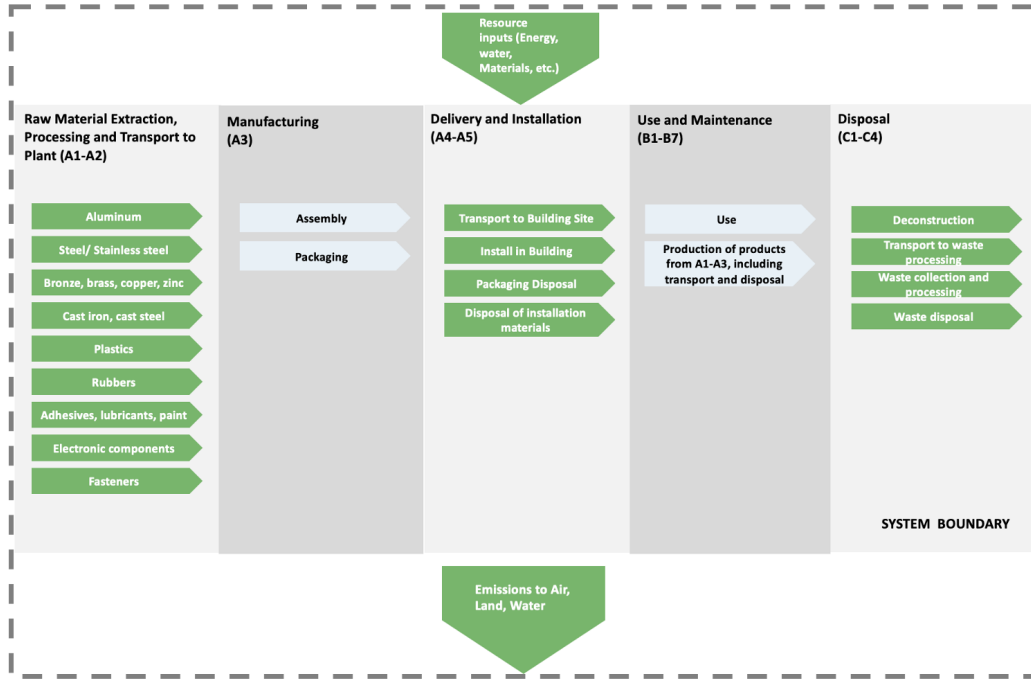 Resource
inputs (Energy,
water,
Materials, etc.)
Raw Material Extraction,
Processing and Transport to
Plant (A1-A2)
Aluminum
Steel/ Stainless steel
Bronze, brass, copper, zinc
Cast iron, cast steel
Plastics
Rubbers
Adhesives, lubricants, paint
Electronic components
Fasteners
Manufacturing
(A3)
Assembly
Packaging
Delivery and Installation
(A4-A5)
Transport to Building Site
Install in Building
Packaging Disposal
Disposal of installation
materials
Use and Maintenance
(B1-B7)
Use
Production of products
from A1-A3, including
transport and disposal
Disposal
(C1-C4)
Deconstruction
Transport to waste
processing
Waste collection and
processing
Waste disposal
SYSTEM BOUNDARY
Emissions to Air,
Land, Water